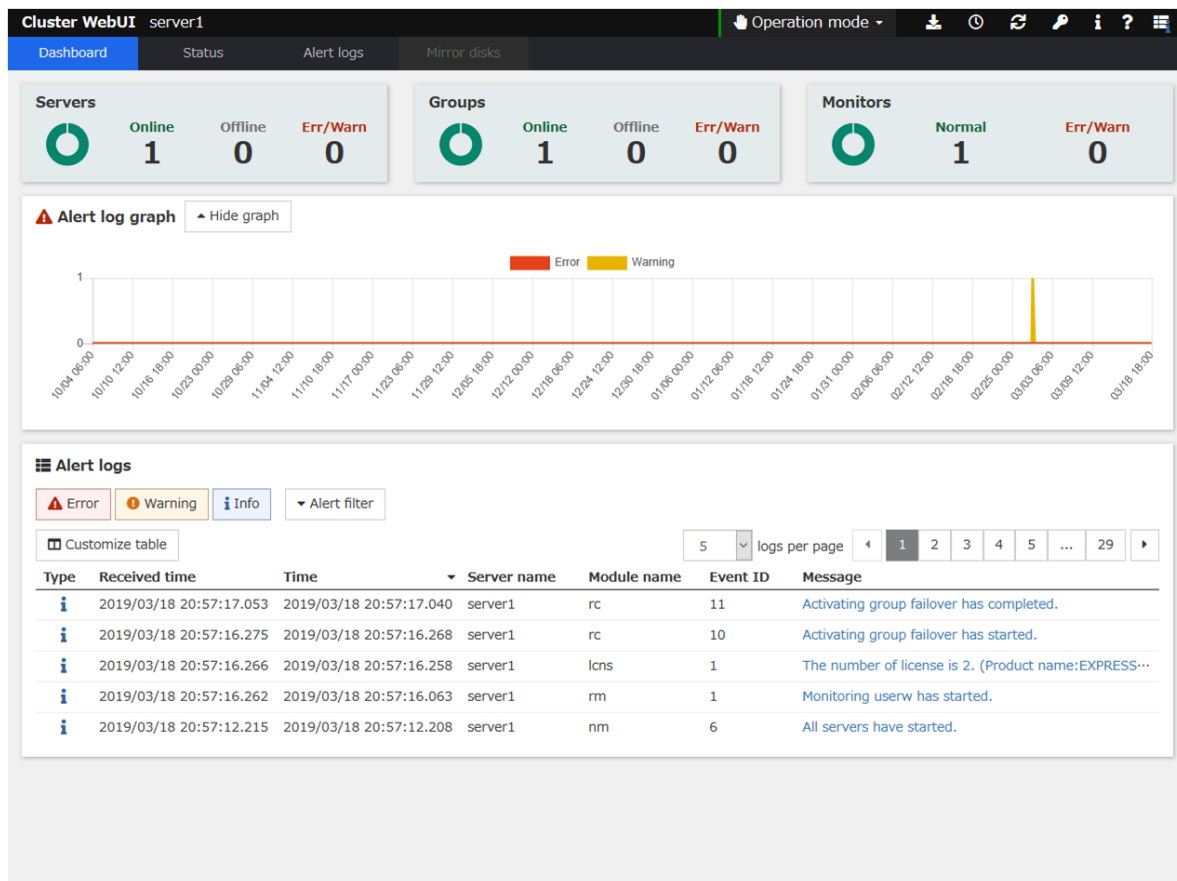 Cluster WebUI server1 Operation mode
Dashboard Status Alert logs Mirror disks
Servers
Online Offline Err/Warn
1 0 0
Groups
Online Offline Err/Warn
1 0 0
Monitors
Normal Err/Warn
1 0
Alert log graph Hide graph
Error Warning
1
0
10/04 06:00 10/10 12:00 10/16 18:00 10/23 00:00 10/29 06:00 11/04 12:00 11/10 18:00 11/17 00:00 11/23 06:00 11/29 12:00 12/05 18:00 12/12 00:00 12/18 06:00 12/24 12:00 12/30 18:00 01/06 00:00 01/12 06:00 01/18 12:00 01/24 18:00 01/31 00:00 02/06 06:00 02/12 12:00 02/18 18:00 02/25 00:00 03/03 06:00 03/09 12:00 03/18 18:00
Alert logs
Error Warning Info Alert filter
Customize table 5 logs per page 1 2 3 4 5 ... 29
Type Received time Time Server name Module name Event ID Message
2019/03/18 20:57:17.053 2019/03/18 20:57:17.040 server1 rc 11 Activating group failover has completed.
2019/03/18 20:57:16.275 2019/03/18 20:57:16.268 server1 rc 10 Activating group failover has started.
2019/03/18 20:57:16.266 2019/03/18 20:57:16.258 server1 lcns 1 The number of license is 2. (Product name:EXPRESS···
2019/03/18 20:57:16.262 2019/03/18 20:57:16.063 server1 rm 1 Monitoring userw has started.
2019/03/18 20:57:12.215 2019/03/18 20:57:12.208 server1 nm 6 All servers have started.